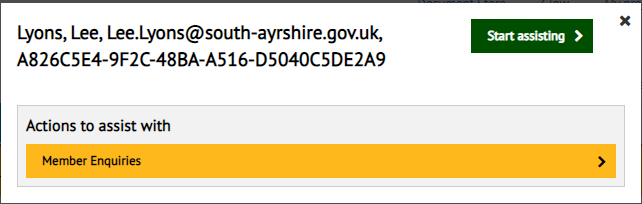 Lyons, Lee, Lee.Lyons@south-ayrshire.gov.uk,
A826C5E4-9F2C-48BA-A516-D5040C5DE2A9
Start assisting
Actions to assist with
Member Enquiries